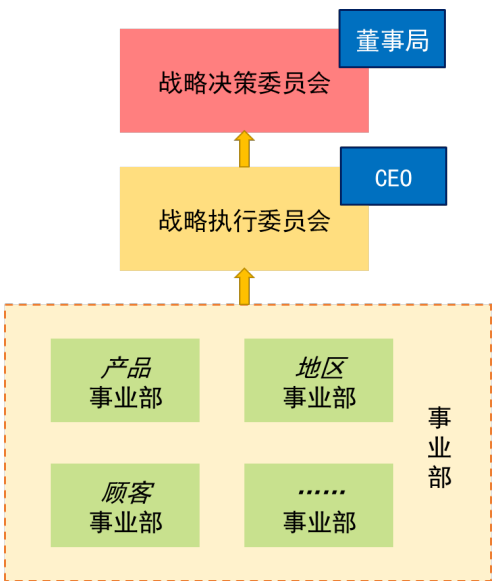 董事局
战略决策委员会
CEO
战略执行委员会
产品
事业部
地区
事业部
顾客
事业部
……
事业部
事
业
部